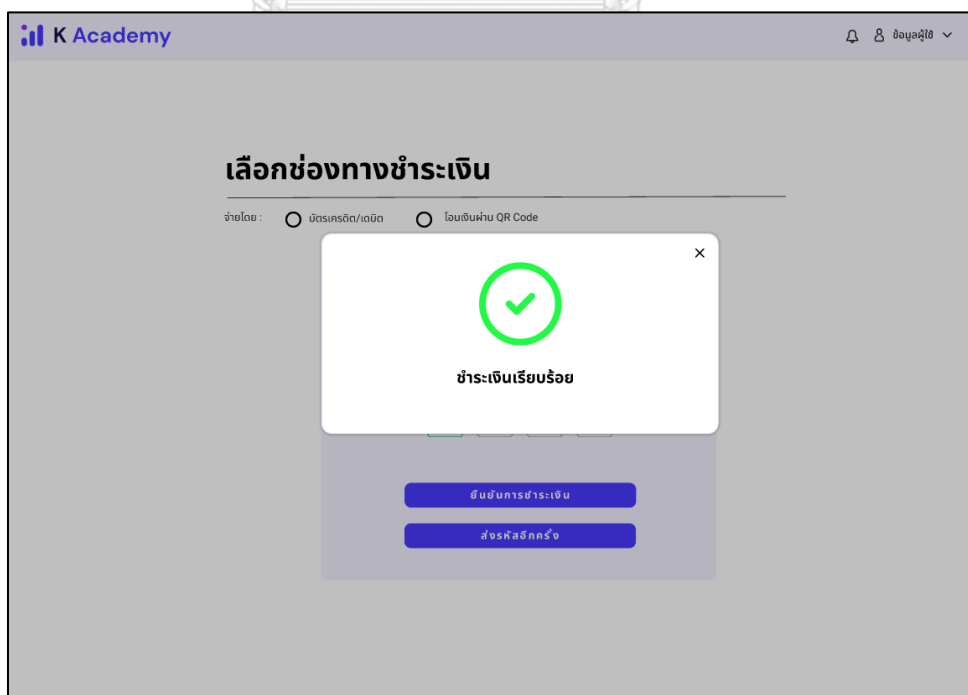 K Academy
ข้อมูลผู้ใช้
เลือกช่องทางชำระเงิน
จ่ายโดย : บัตรเครดิต/เดบิต โอนเงินผ่าน QR Code
ชำระเงินเรียบร้อย
ยืนยันการชำระเงิน
ส่งรหัสอีกครั้ง